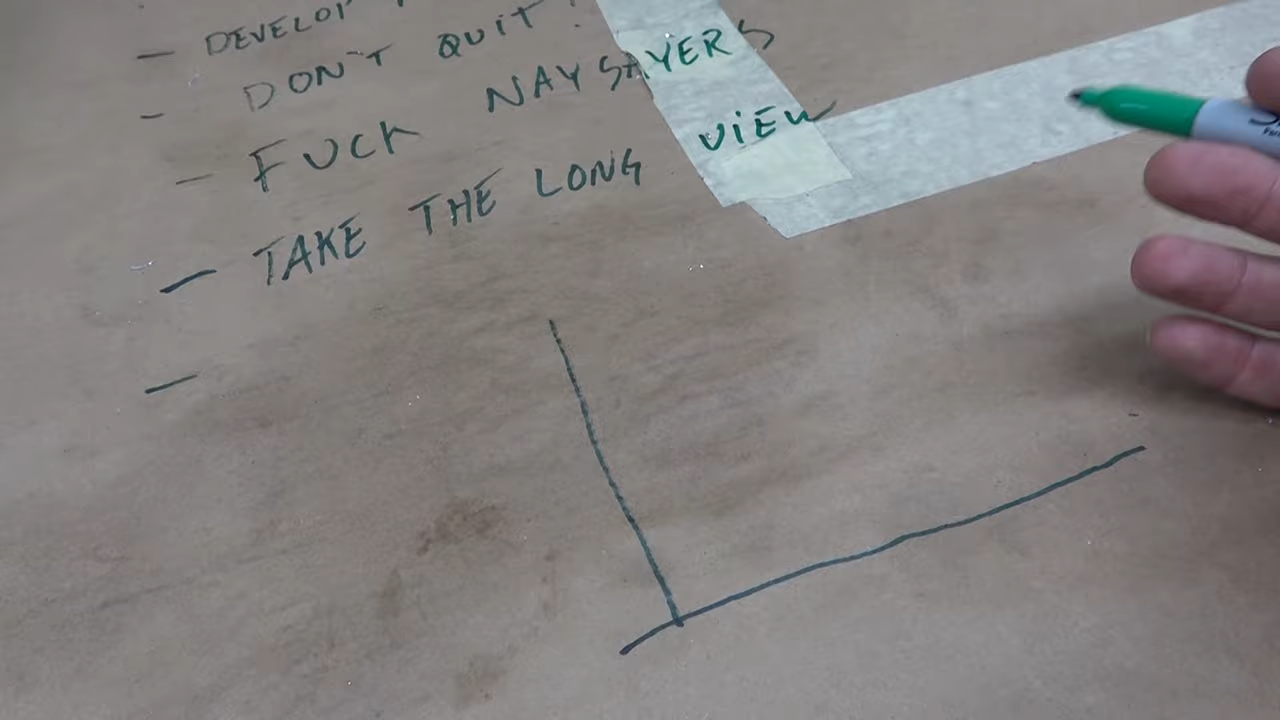 - DEVELOP
- DON'T QUIT!
- FUCK NAYSAYERS
- TAKE THE LONG VIEW
-